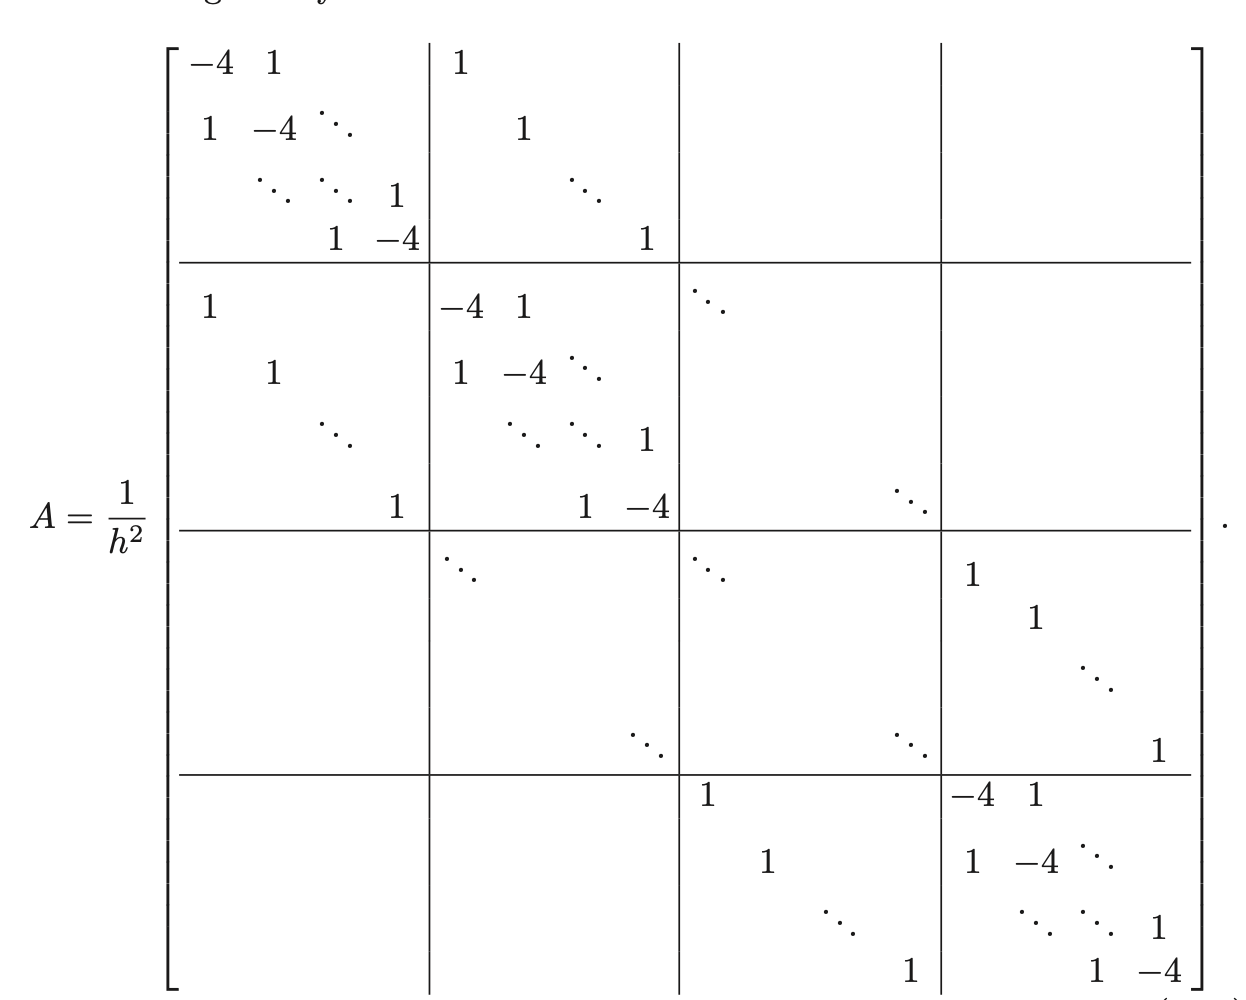 −4 1 1
1 −4 ⋱ 1
⋱ ⋱ 1 ⋱
1 −4 1
1 −4 1 ⋱
1 1 −4 ⋱
⋱ ⋱ ⋱ 1
1 1 −4 ⋱
A = 1/h² .
⋱ ⋱ 1
1
⋱
⋱ ⋱ 1
1 −4 1
1 1 −4 ⋱
⋱ ⋱ ⋱ 1
1 1 −4